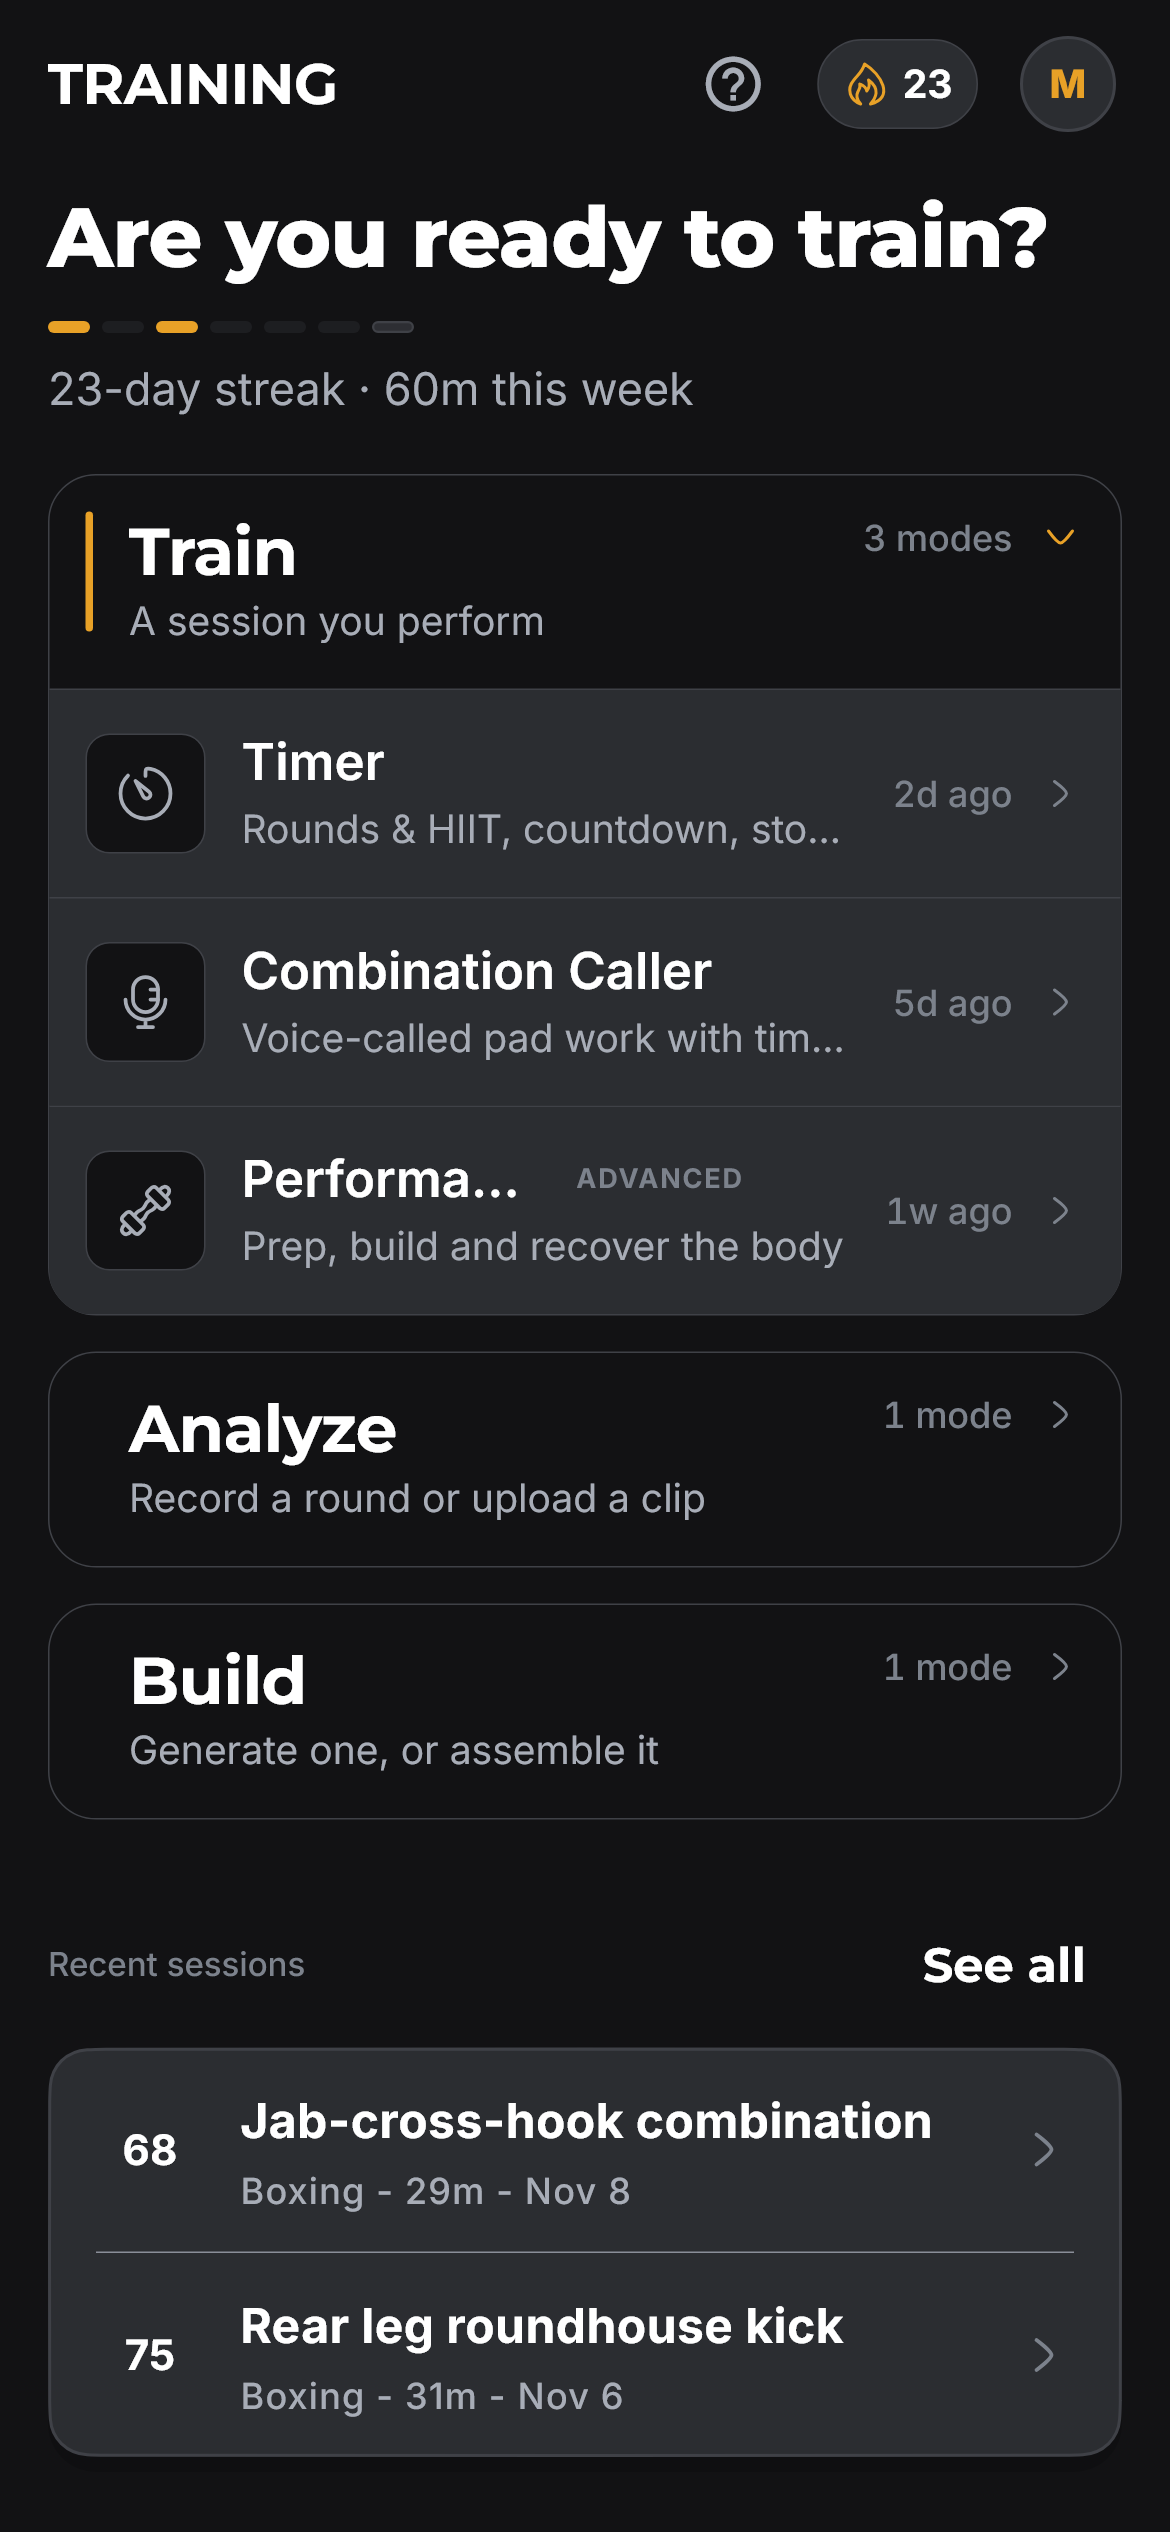 TRAINING
23
M
Are you ready to train?
23-day streak · 60m this week
Train
3 modes
A session you perform
Timer
Rounds & HIIT, countdown, sto...
2d ago
Combination Caller
Voice-called pad work with tim...
5d ago
Performa...
ADVANCED
Prep, build and recover the body
1w ago
Analyze
1 mode
Record a round or upload a clip
Build
1 mode
Generate one, or assemble it
Recent sessions
See all
68
Jab-cross-hook combination
Boxing - 29m - Nov 8
75
Rear leg roundhouse kick
Boxing - 31m - Nov 6